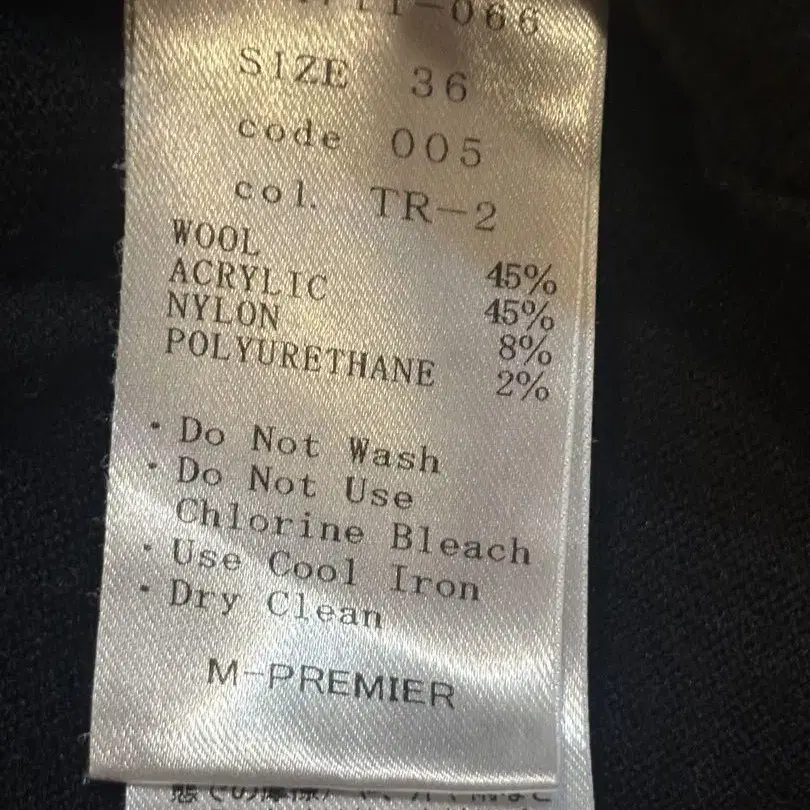 -066
SIZE 36
code 005
col. TR-2
WOOL 45%
ACRYLIC 45%
NYLON 8%
POLYURETHANE 2%
・Do Not Wash
・Do Not Use
Chlorine Bleach
・Use Cool Iron
・Dry Clean
M-PREMIER